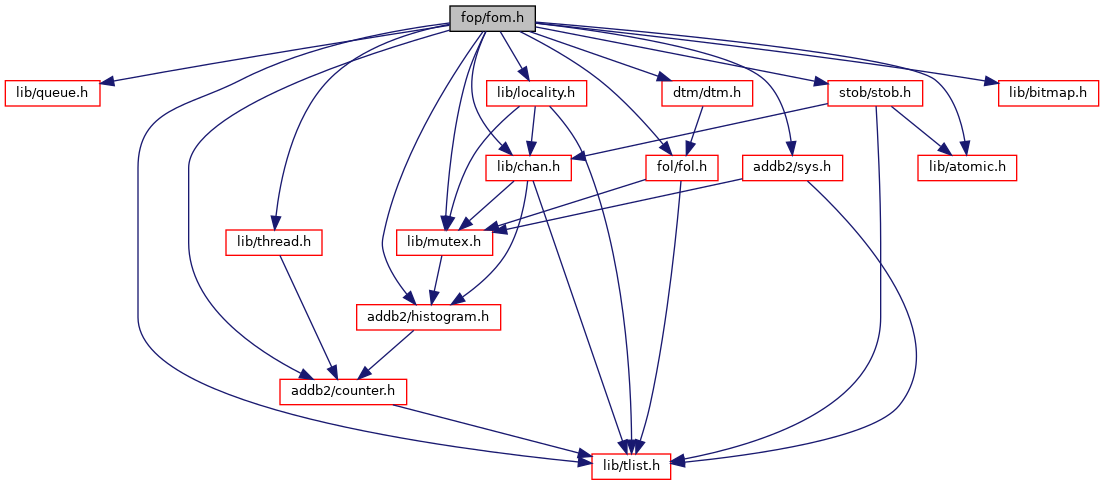 fop/fom.h
lib/queue.h
lib/locality.h
dtm/dtm.h
stob/stob.h
lib/bitmap.h
lib/chan.h
fol/fol.h
addb2/sys.h
lib/atomic.h
lib/thread.h
lib/mutex.h
addb2/histogram.h
addb2/counter.h
lib/tlist.h